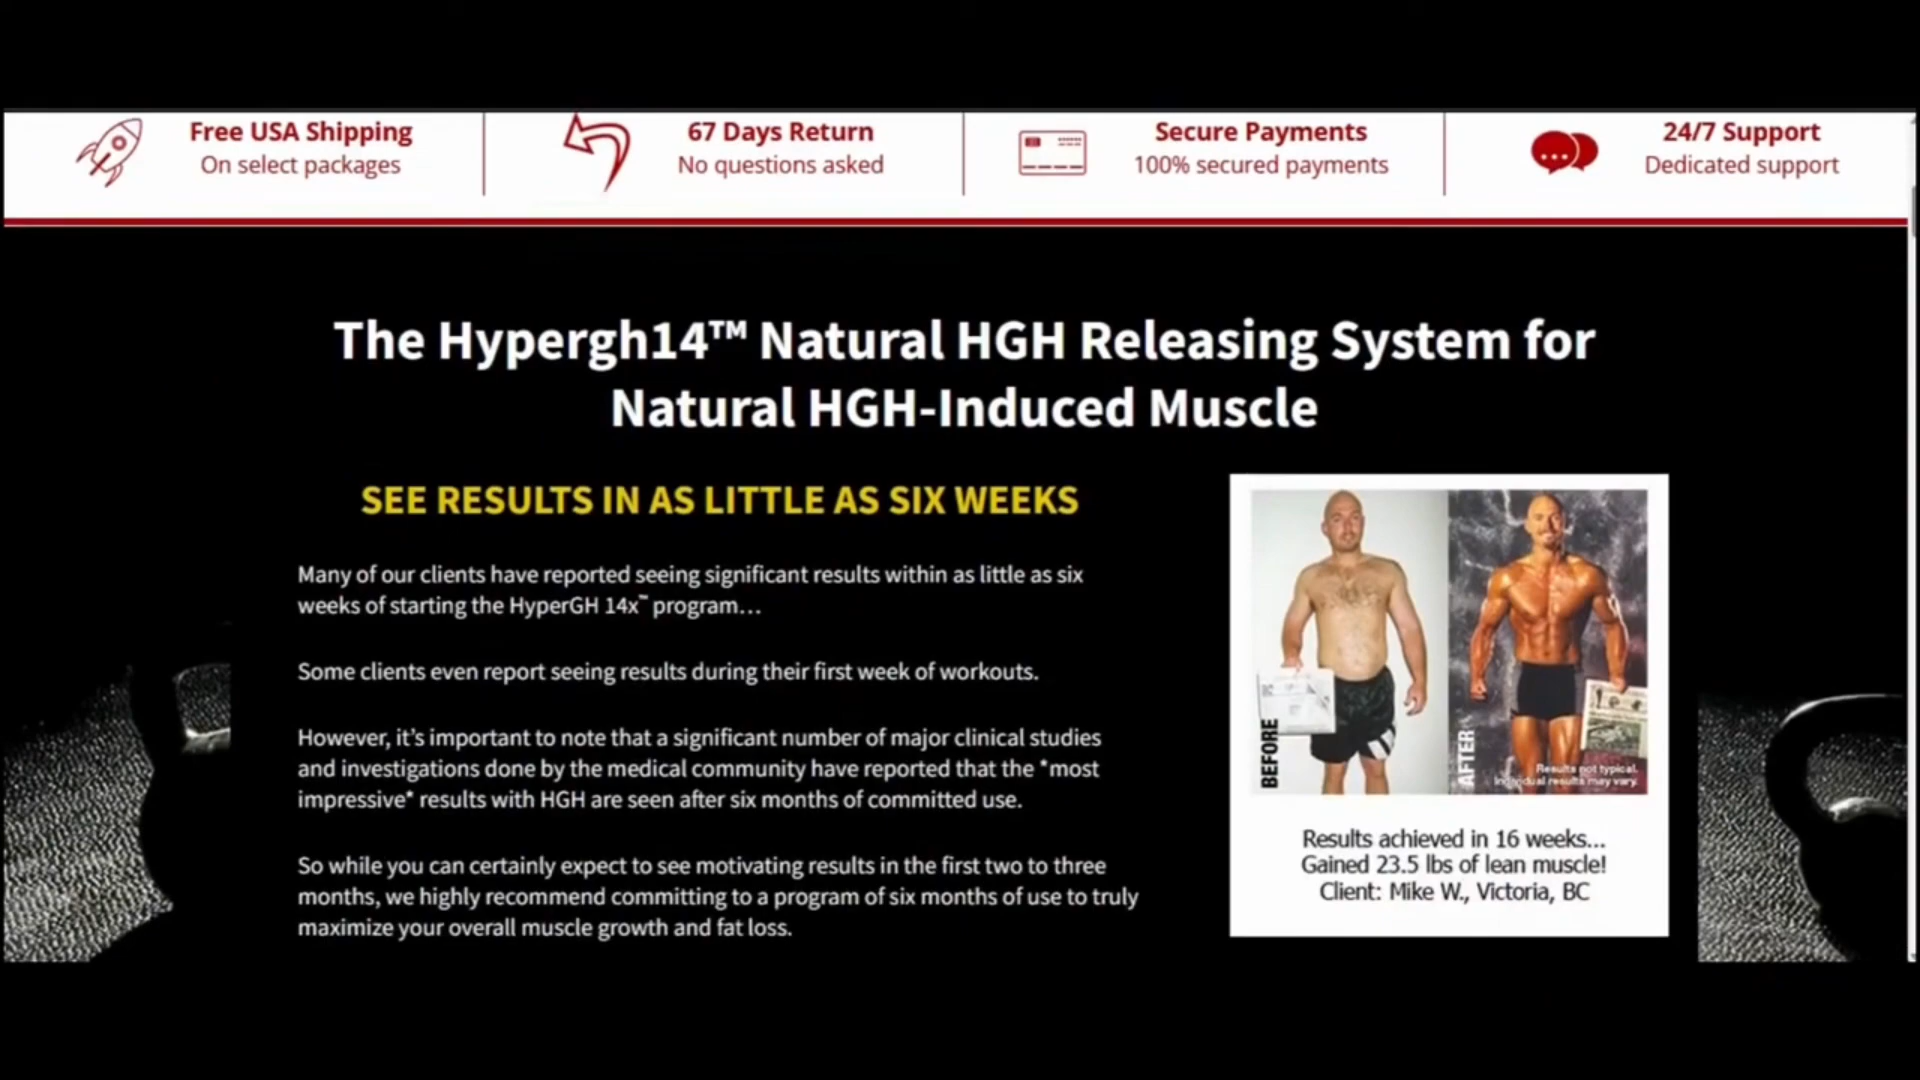 Free USA Shipping
On select packages
67 Days Return
No questions asked
Secure Payments
100% secured payments
24/7 Support
Dedicated support
The Hypergh14™ Natural HGH Releasing System for
Natural HGH-Induced Muscle
SEE RESULTS IN AS LITTLE AS SIX WEEKS
Many of our clients have reported seeing significant results within as little as six
weeks of starting the HyperGH 14x™ program...
Some clients even report seeing results during their first week of workouts.
However, it's important to note that a significant number of major clinical studies
and investigations done by the medical community have reported that the *most
impressive* results with HGH are seen after six months of committed use.
So while you can certainly expect to see motivating results in the first two to three
months, we highly recommend committing to a program of six months of use to truly
maximize your overall muscle growth and fat loss.
BEFORE
AFTER
Results not typical.
Individual results may vary.
Results achieved in 16 weeks...
Gained 23.5 lbs of lean muscle!
Client: Mike W., Victoria, BC